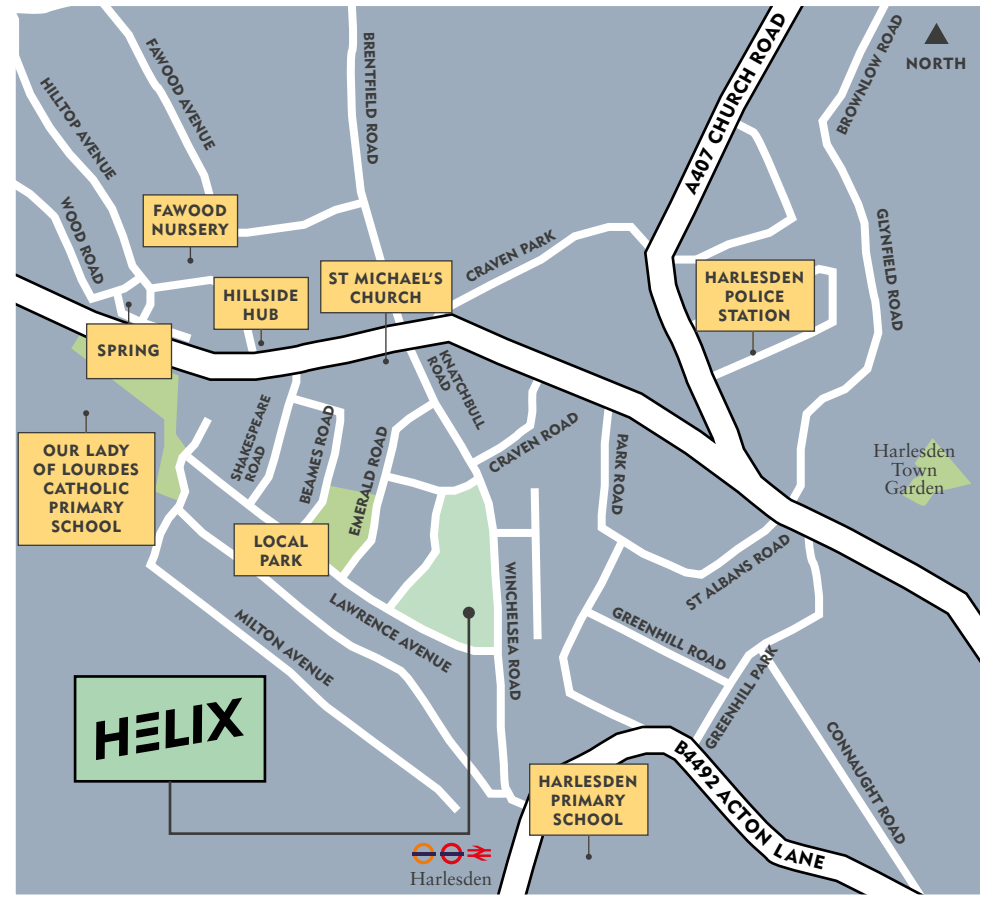 NORTH
A407 CHURCH ROAD
BROWNLOW ROAD
BRENTFIELD ROAD
FAWOOD AVENUE
HILLTOP AVENUE
WOOD ROAD
FAWOOD
NURSERY
GLYNFIELD ROAD
CRAVEN PARK
ST MICHAEL'S
CHURCH
HILLSIDE
HUB
HARLESDEN
POLICE
STATION
SPRING
KNATCHBULL
ROAD
SHAKESPEARE
ROAD
BEAMES ROAD
EMERALD ROAD
CRAVEN ROAD
PARK ROAD
OUR LADY
OF LOURDES
CATHOLIC
PRIMARY
SCHOOL
Harlesden
Town
Garden
LOCAL
PARK
ST ALBANS ROAD
WINCHELSEA ROAD
LAWRENCE AVENUE
MILTON AVENUE
GREENHILL ROAD
GREENHILL PARK
HELIX
CONNAUGHT ROAD
B4492 ACTON LANE
HARLESDEN
PRIMARY
SCHOOL
Harlesden